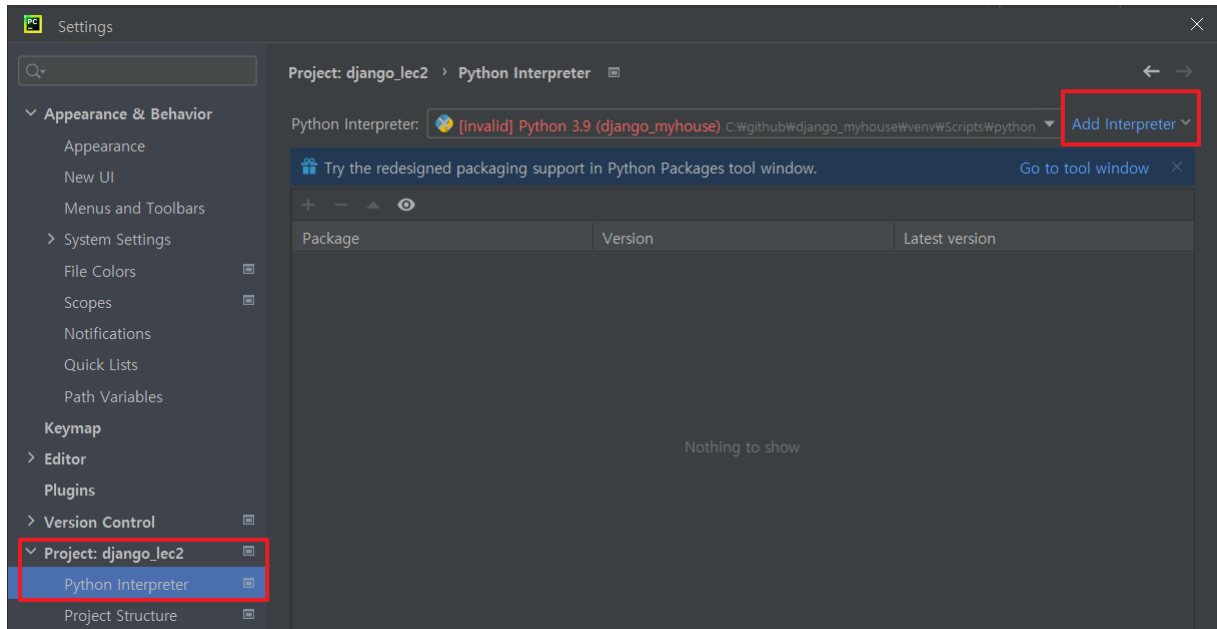 PC
Settings
Project: django_lec2 › Python Interpreter
Python Interpreter: [invalid] Python 3.9 (django_myhouse) C:₩github₩django_myhouse₩venv₩Scripts₩python Add Interpreter
Try the redesigned packaging support in Python Packages tool window. Go to tool window
Package Version Latest version
Nothing to show
Appearance & Behavior
Appearance
New UI
Menus and Toolbars
System Settings
File Colors
Scopes
Notifications
Quick Lists
Path Variables
Keymap
Editor
Plugins
Version Control
Project: django_lec2
Python Interpreter
Project Structure